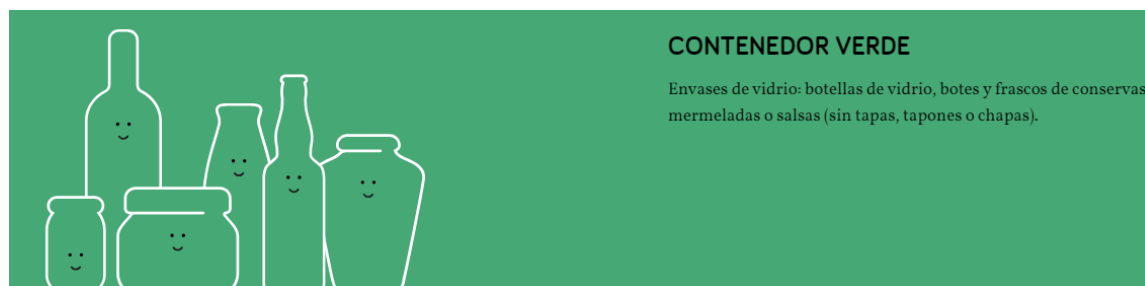 CONTENEDOR VERDE
Envases de vidrio: botellas de vidrio, botes y frascos de conservas
mermeladas o salsas (sin tapas, tapones o chapas).